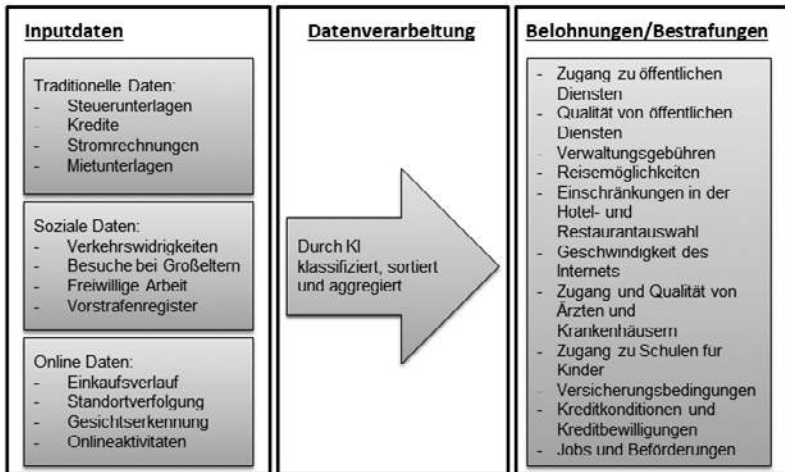 Inputdaten
Traditionelle Daten:
- Steuerunterlagen
- Kredite
- Stromrechnungen
- Mietunterlagen
Soziale Daten:
- Verkehrswidrigkeiten
- Besuche bei Großeltern
- Freiwillige Arbeit
- Vorstrafenregister
Online Daten:
- Einkaufsverlauf
- Standortverfolgung
- Gesichtserkennung
- Onlineaktivitäten
Datenverarbeitung
Durch KI
klassifiziert, sortiert
und aggregiert
Belohnungen/Bestrafungen
- Zugang zu öffentlichen
Diensten
- Qualität von öffentlichen
Diensten
- Verwaltungsgebühren
- Reisemöglichkeiten
- Einschränkungen in der
Hotel- und
Restaurantauswahl
- Geschwindigkeit des
Internets
- Zugang und Qualität von
Ärzten und
Krankenhäusern
- Zugang zu Schulen für
Kinder
- Versicherungsbedingungen
- Kreditkonditionen und
Kreditbewilligungen
- Jobs und Beförderungen